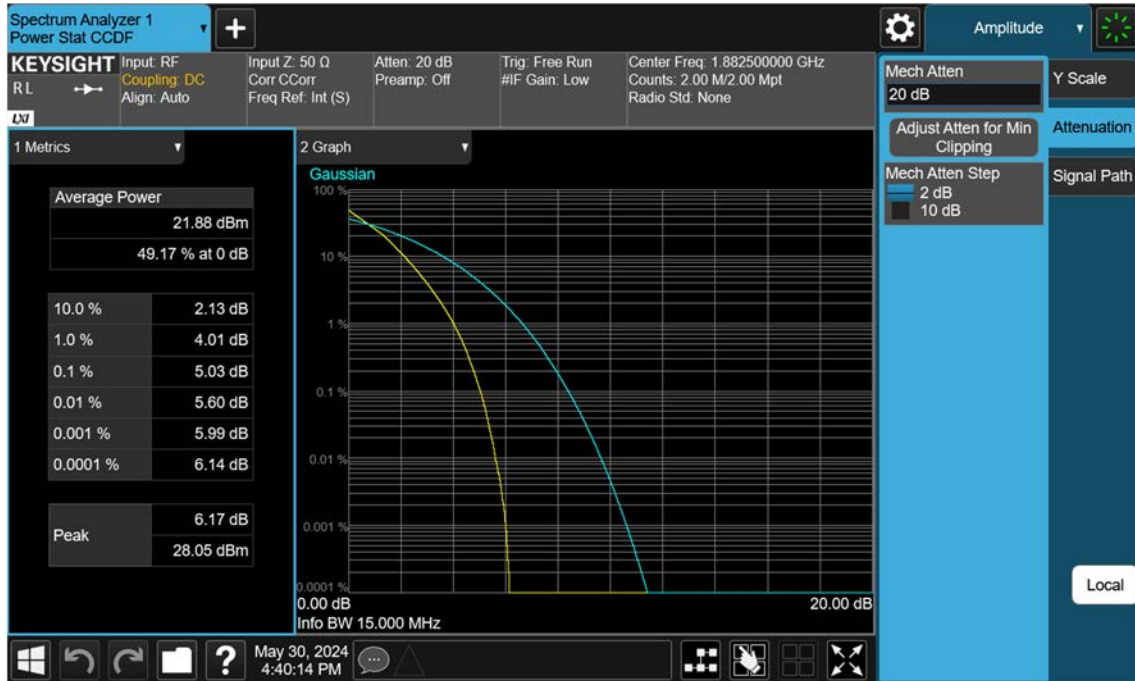 Spectrum Analyzer 1
Power Stat CCDF
Amplitude
KEYSIGHT
RL
LXI
Input: RF
Coupling: DC
Align: Auto
Input Z: 50 Ω
Corr CCorr
Freq Ref: Int (S)
Atten: 20 dB
Preamp: Off
Trig: Free Run
#IF Gain: Low
Center Freq: 1.882500000 GHz
Counts: 2.00 M/2.00 Mpt
Radio Std: None
1 Metrics
Average Power
21.88 dBm
49.17 % at 0 dB
10.0 % 2.13 dB
1.0 % 4.01 dB
0.1 % 5.03 dB
0.01 % 5.60 dB
0.001 % 5.99 dB
0.0001 % 6.14 dB
Peak 6.17 dB
28.05 dBm
2 Graph
Gaussian
100 %
10 %
1 %
0.1 %
0.01 %
0.001 %
0.0001 %
0.00 dB 20.00 dB
Info BW 15.000 MHz
Mech Atten
20 dB
Adjust Atten for Min
Clipping
Mech Atten Step
2 dB
10 dB
Y Scale
Attenuation
Signal Path
Local
?
May 30, 2024
4:40:14 PM